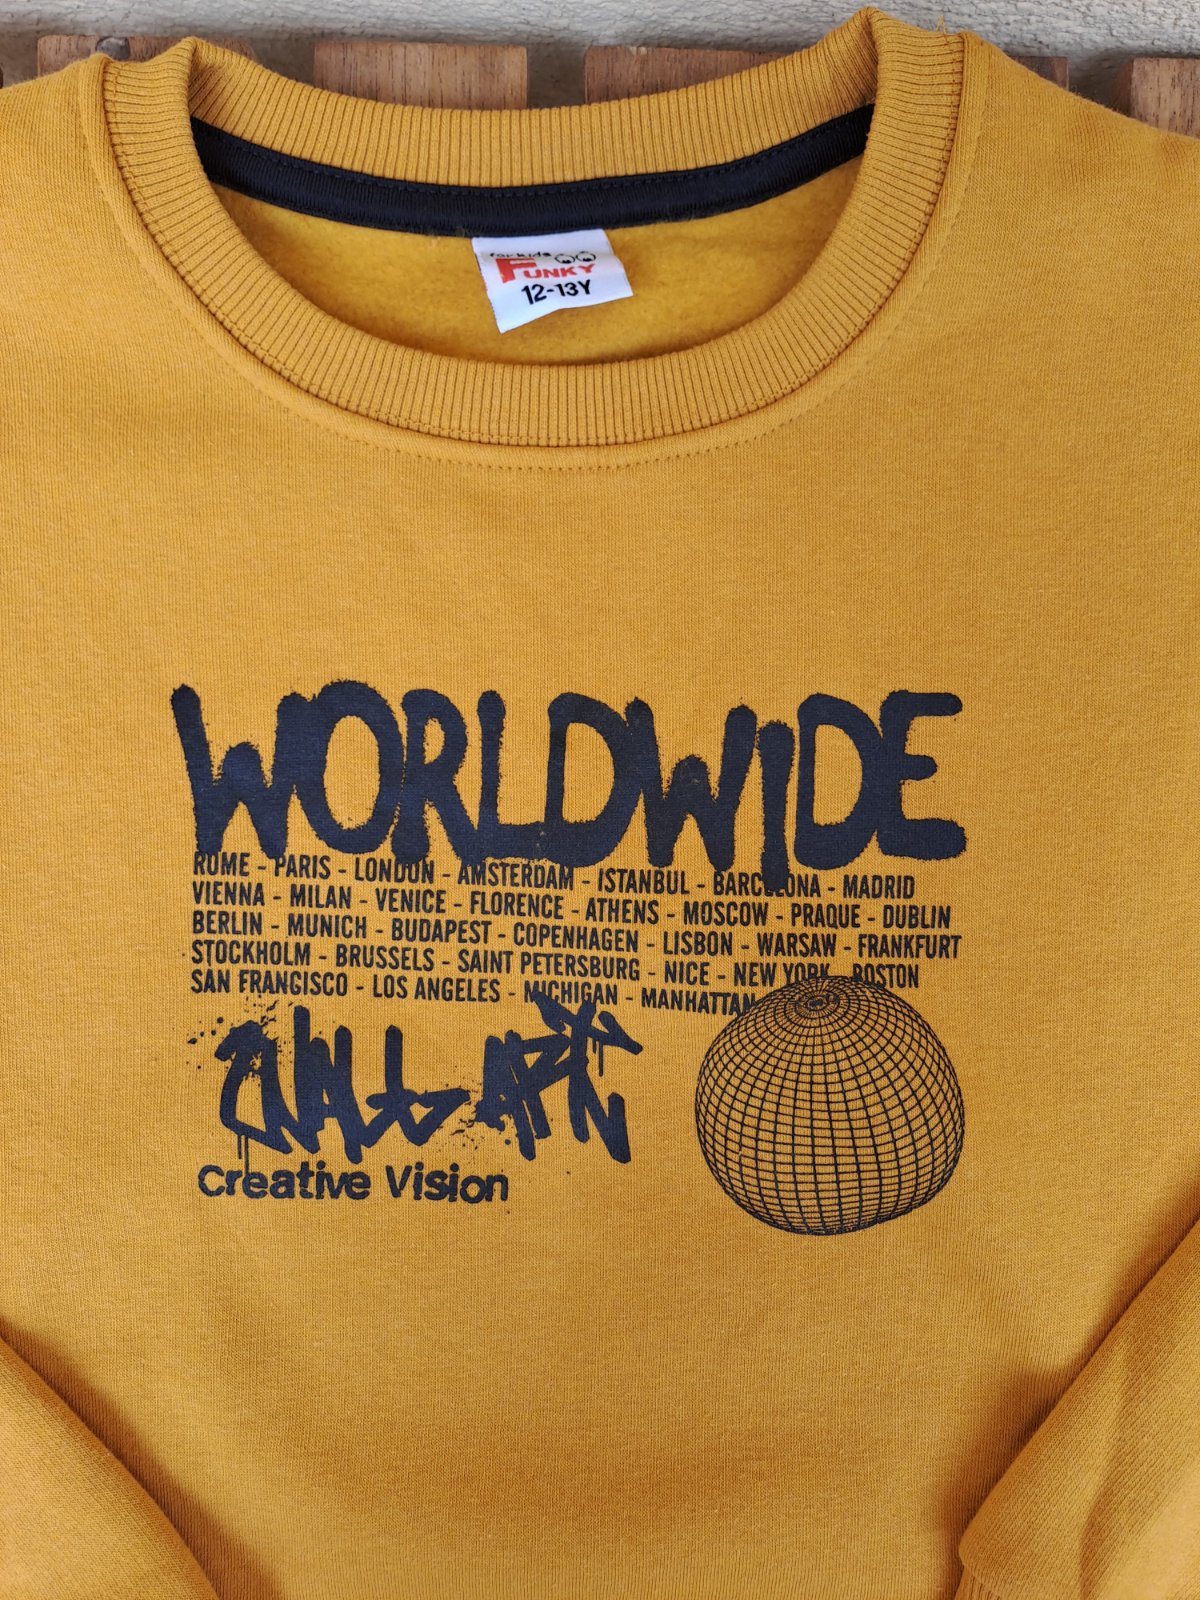 for kids
FUNKY
12-13Y
WORLDWIDE
ROME - PARIS - LONDON - AMSTERDAM - ISTANBUL - BARCELONA - MADRID
VIENNA - MILAN - VENICE - FLORENCE - ATHENS - MOSCOW - PRAQUE - DUBLIN
BERLIN - MUNICH - BUDAPEST - COPENHAGEN - LISBON - WARSAW - FRANKFURT
STOCKHOLM - BRUSSELS - SAINT PETERSBURG - NICE - NEW YORK - BOSTON
SAN FRANGISCO - LOS ANGELES - MICHIGAN - MANHATTAN
WALL ART
Creative Vision